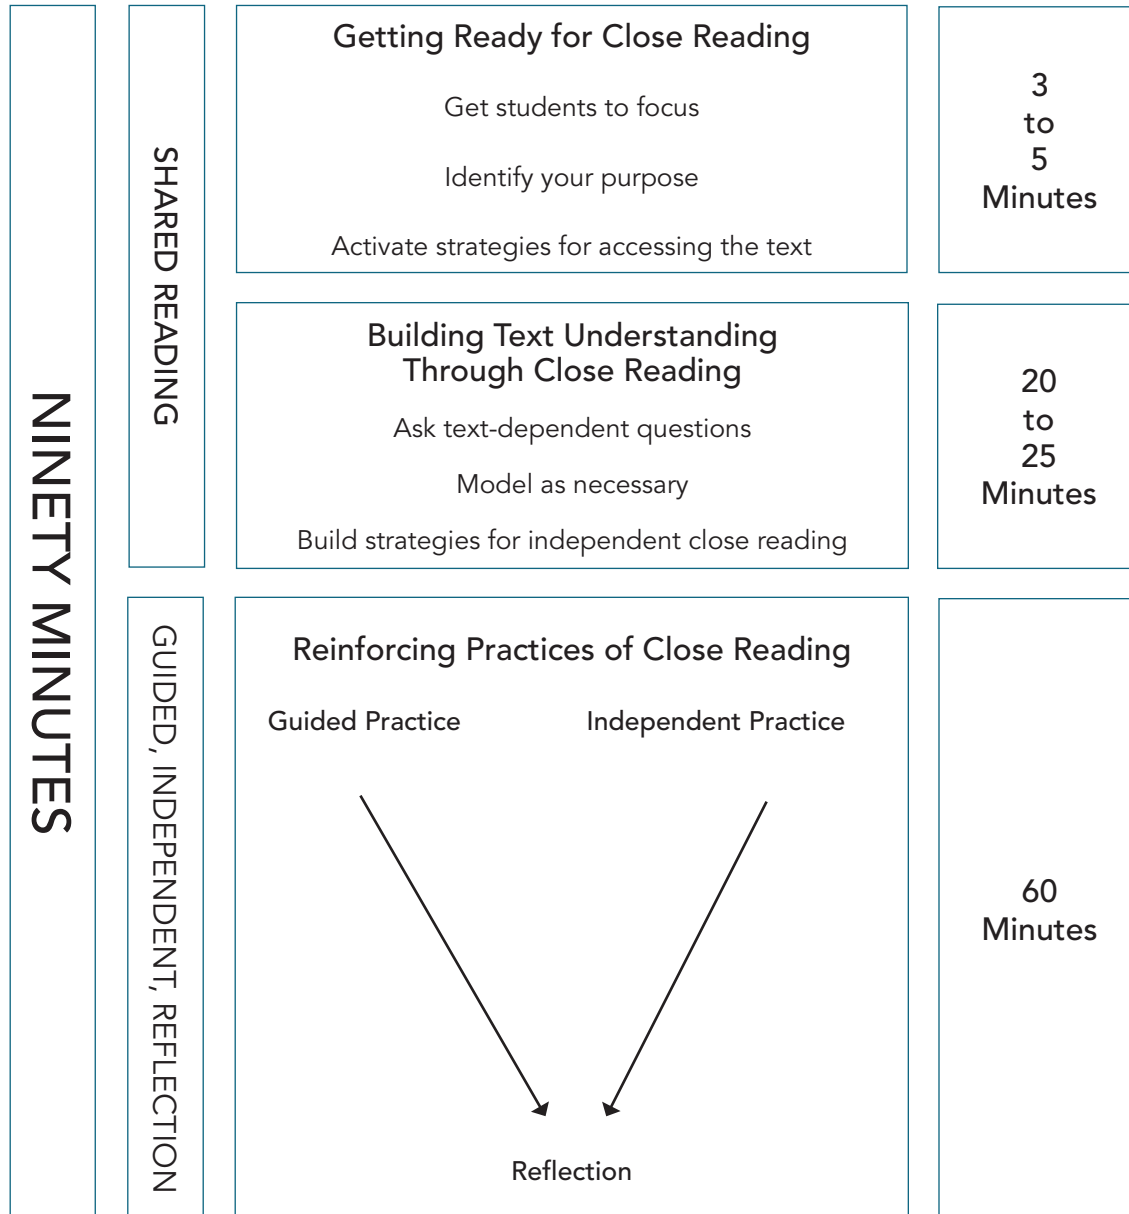 NINETY MINUTES
SHARED READING
Getting Ready for Close Reading
Get students to focus
Identify your purpose
Activate strategies for accessing the text
3
to
5
Minutes
Building Text Understanding
Through Close Reading
Ask text-dependent questions
Model as necessary
Build strategies for independent close reading
20
to
25
Minutes
GUIDED, INDEPENDENT, REFLECTION
Reinforcing Practices of Close Reading
Guided Practice
Independent Practice
Reflection
60
Minutes